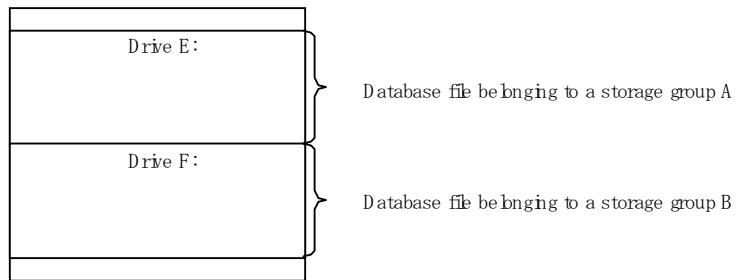 Drive E:
Database file belonging to a storage group A
Drive F:
Database file belonging to a storage group B